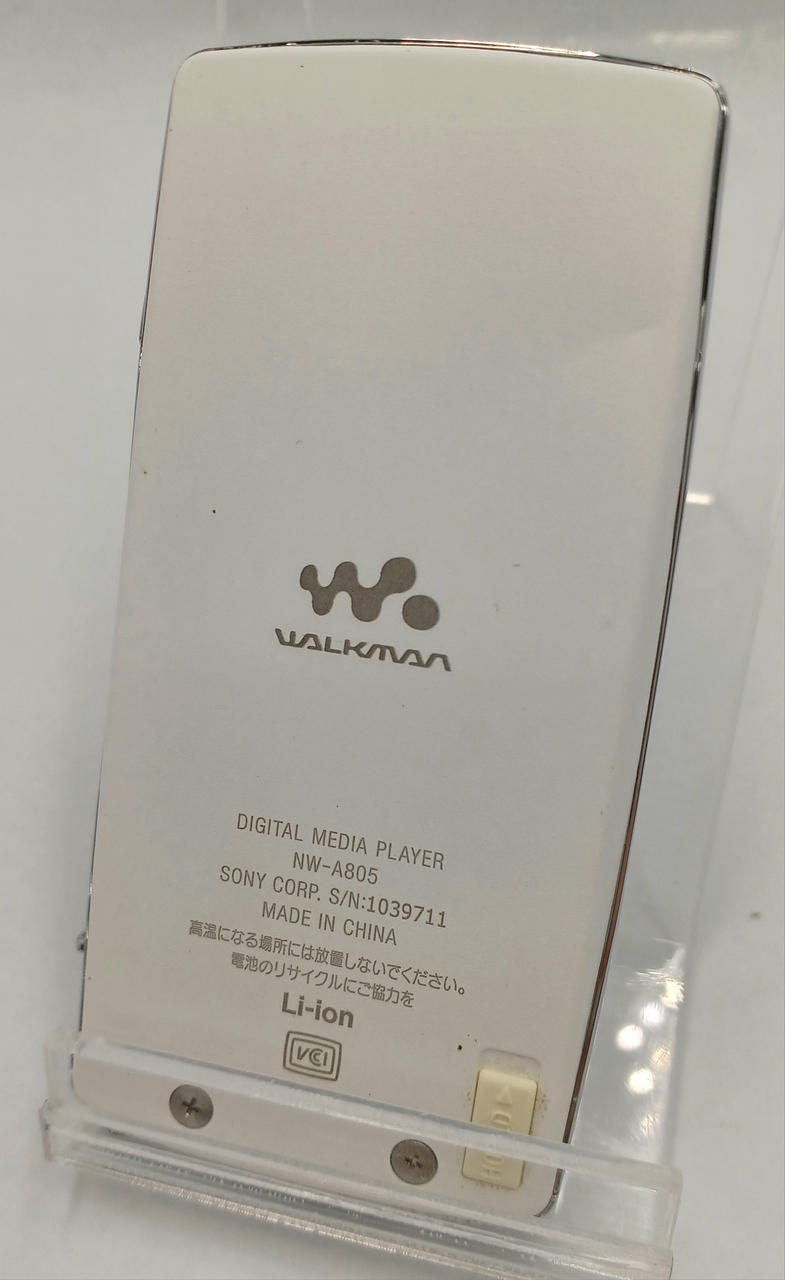 WALKMAN
DIGITAL MEDIA PLAYER
NW-A805
SONY CORP. S/N:1039711
MADE IN CHINA
高温になる場所には放置しないでください。
電池のリサイクルにご協力を
Li-ion
VCCI
HOLD